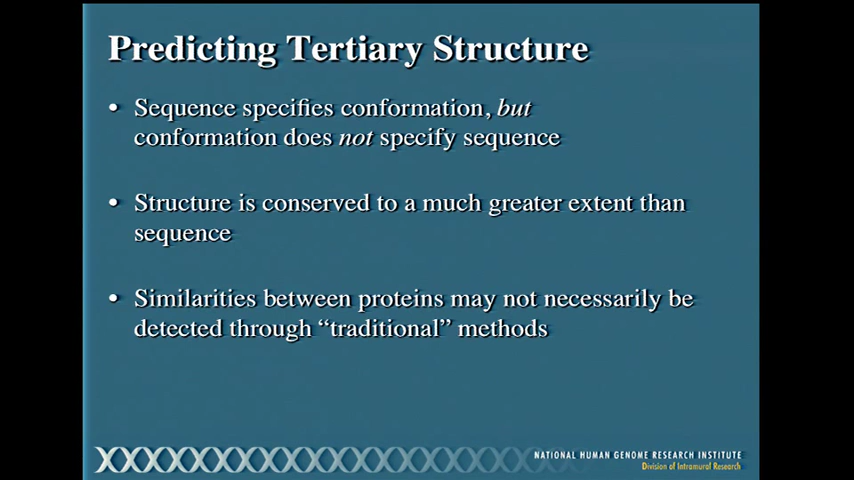 Predicting Tertiary Structure
• Sequence specifies conformation, but
conformation does not specify sequence
• Structure is conserved to a much greater extent than
sequence
• Similarities between proteins may not necessarily be
detected through “traditional” methods
NATIONAL HUMAN GENOME RESEARCH INSTITUTE
Division of Intramural Research